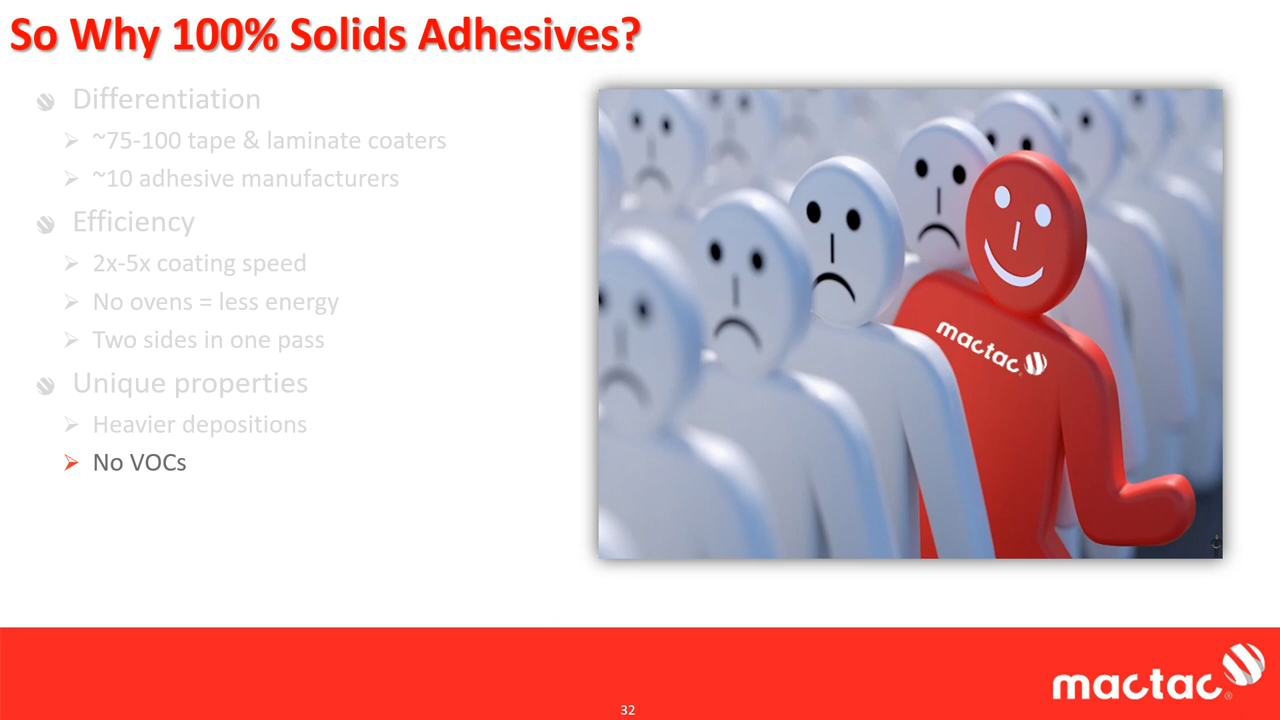 So Why 100% Solids Adhesives?
Differentiation
~75-100 tape & laminate coaters
~10 adhesive manufacturers
Efficiency
2x-5x coating speed
No ovens = less energy
Two sides in one pass
Unique properties
Heavier depositions
No VOCs
mactac
32
mactac®